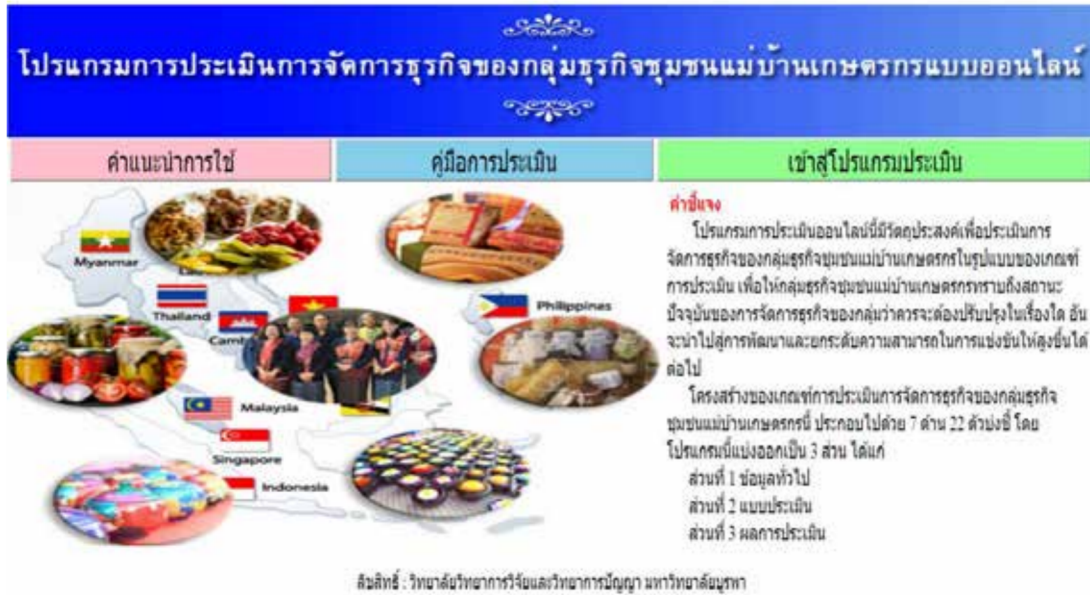 โปรแกรมการประเมินการจัดการธุรกิจของกลุ่มธุรกิจชุมชนแม่บ้านเกษตรกรแบบออนไลน์
คำแนะนำการใช้
คู่มือการประเมิน
เข้าสู่โปรแกรมประเมิน
Myanmar
Thailand
Philippines
Malaysia
Singapore
Indonesia
คำชี้แจง
โปรแกรมการประเมินออนไลน์นี้มีวัตถุประสงค์เพื่อประเมินการ
จัดการธุรกิจของกลุ่มธุรกิจชุมชนแม่บ้านเกษตรกรในรูปแบบของเกณฑ์
การประเมิน เพื่อให้กลุ่มธุรกิจชุมชนแม่บ้านเกษตรกรทราบถึงสถานะ
ปัจจุบันของการจัดการธุรกิจของกลุ่มว่าควรจะต้องปรับปรุงในเรื่องใด อัน
จะนำไปสู่การพัฒนาและยกระดับความสามารถในการแข่งขันให้สูงขึ้นได้
ต่อไป
โครงสร้างของเกณฑ์การประเมินการจัดการธุรกิจของกลุ่มธุรกิจ
ชุมชนแม่บ้านเกษตรกรนี้ ประกอบไปด้วย 7 ด้าน 22 ตัวบ่งชี้ โดย
โปรแกรมนี้แบ่งออกเป็น 3 ส่วน ได้แก่
ส่วนที่ 1 ข้อมูลทั่วไป
ส่วนที่ 2 แบบประเมิน
ส่วนที่ 3 ผลการประเมิน
ลิขสิทธิ์ : วิทยาลัยวิทยาการวิจัยและวิทยาการปัญญา มหาวิทยาลัยบูรพา